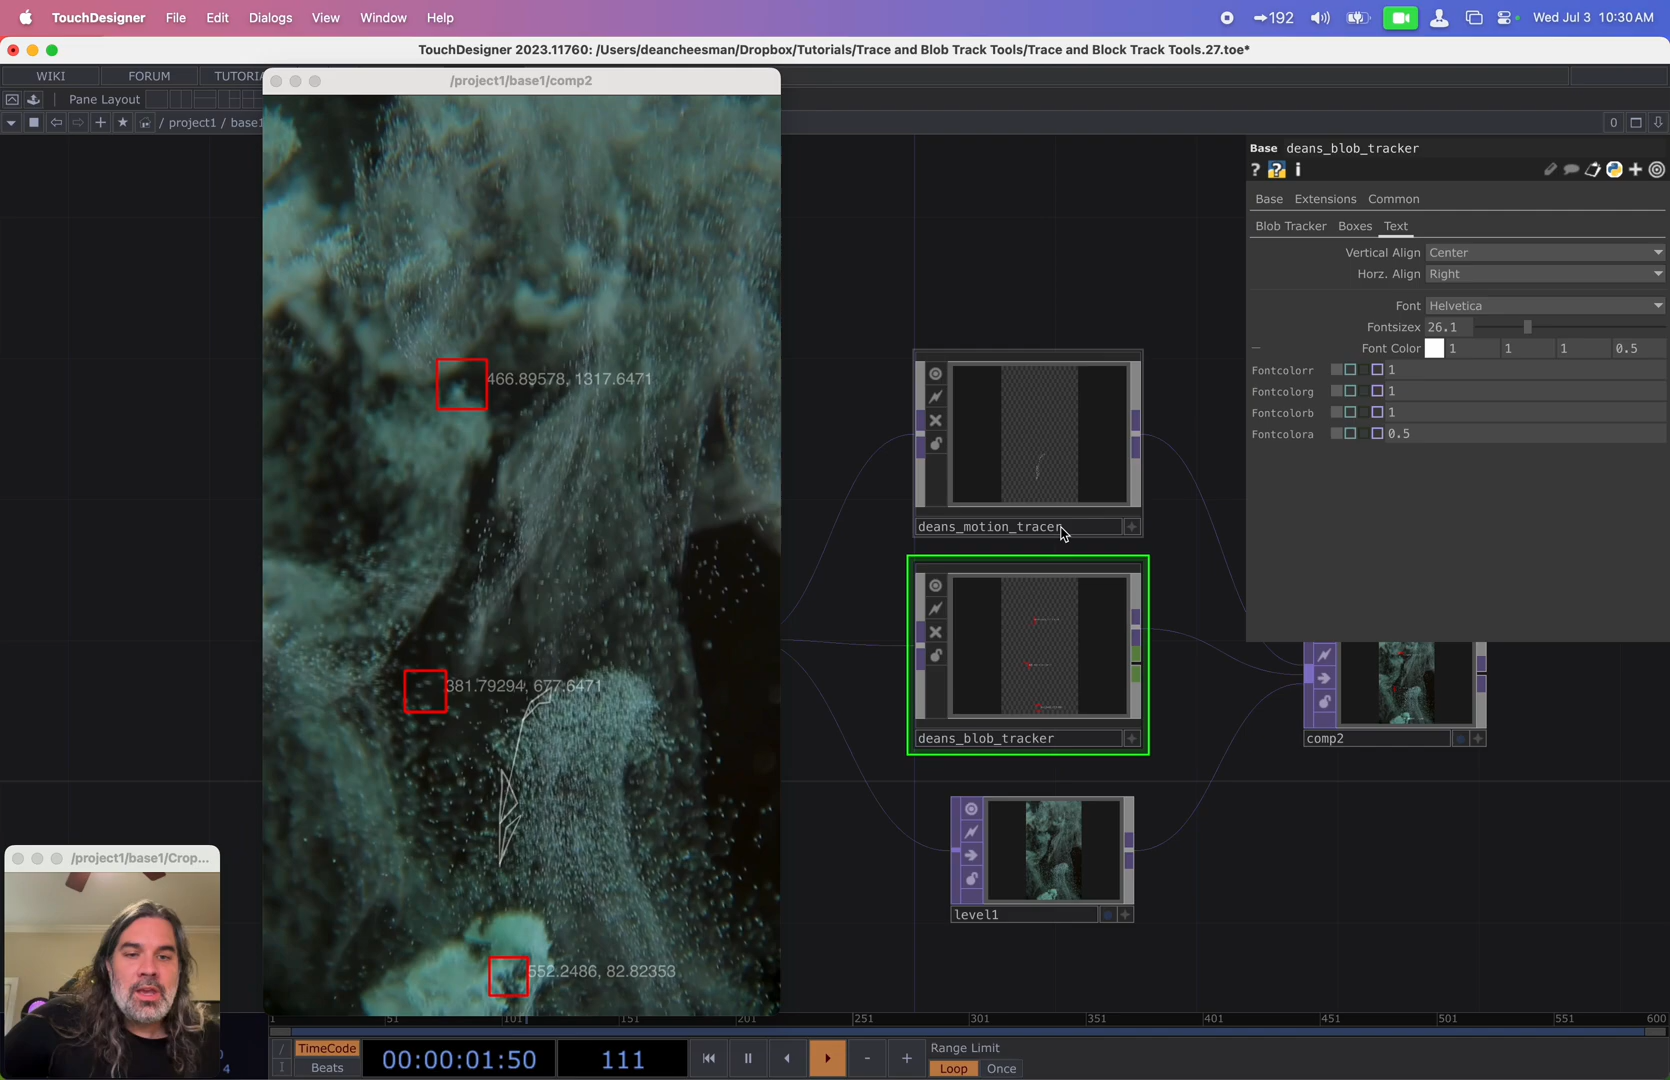 TouchDesigner File Edit Dialogs View Window Help
192 Wed Jul 3 10:30 AM
TouchDesigner 2023.11760: /Users/deancheesman/Dropbox/Tutorials/Trace and Blob Track Tools/Trace and Block Track Tools.27.toe*
WIKI FORUM
/project1/base1/comp2
Pane Layout
/ project1 / base1
0
Base deans_blob_tracker
? ? i
Base Extensions Common
Blob Tracker Boxes Text
Vertical Align Center
Horz. Align Right
Font Helvetica
Fontsizex 26.1
Font Color 1 1 1 0.5
Fontcolorr 1
Fontcolorg 1
Fontcolorb 1
Fontcolora 0.5
466.89578, 1317.6471
381.79294, 677.6471
552.2486, 82.82353
deans_motion_tracer
deans_blob_tracker
comp2
level1
/project1/base1/Crop...
4
1 51 101 151 201 251 301 351 401 451 501 551 600
TimeCode
Beats
00:00:01:50
111
- +
Range Limit
Loop Once